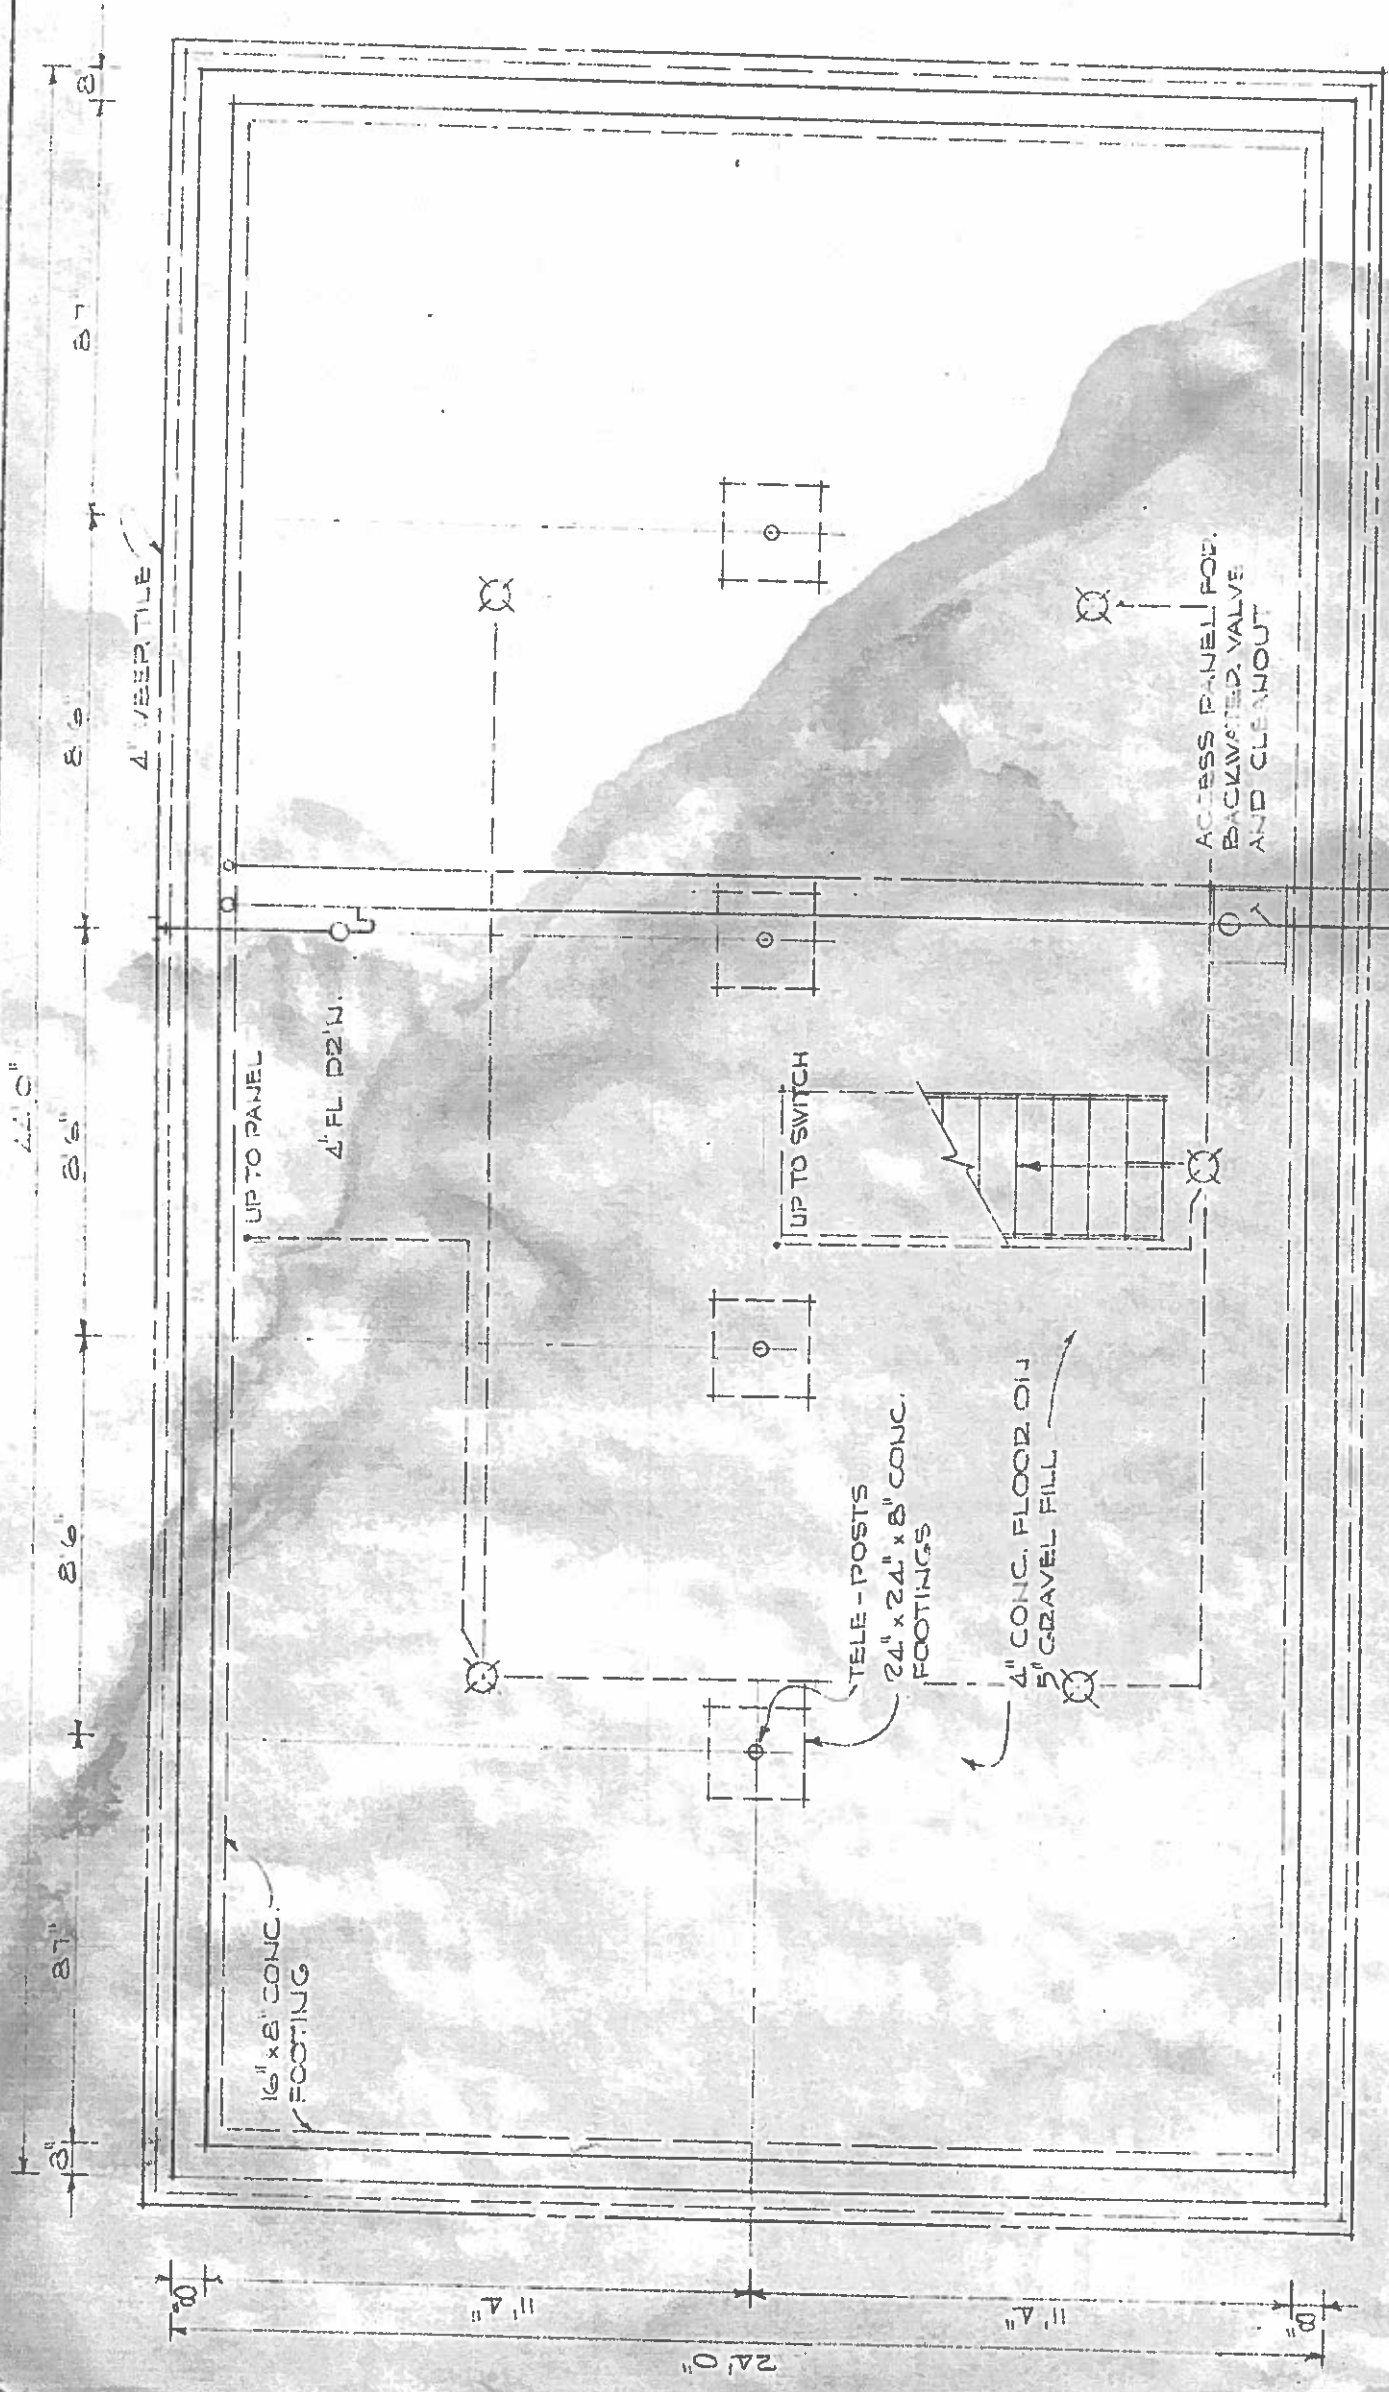 44'0"
8"
8'7"
8'6"
8'6"
8'6"
8'7"
8
4" WEEP. TILE
16" x 8" CONC.
FOOTING
UP TO PANEL
4" FL DR'N.
UP TO SWITCH
TELE-POSTS
24" x 24" x 8" CONC.
FOOTINGS
4" CONC. FLOOR ON
5" GRAVEL FILL
ACCESS PANEL FOR
BACKWATER VALVE
AND CLEANOUT
8"
11'4"
11'4"
8"
24'0"